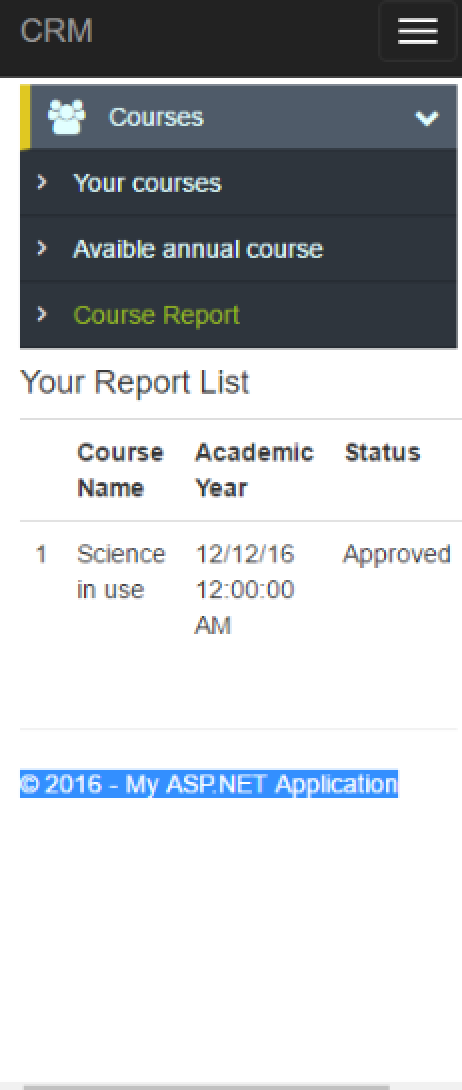 CRM
Courses
Your courses
Avaible annual course
Course Report
Your Report List
Course Name Academic Year Status
1 Science in use 12/12/16 12:00:00 AM Approved
© 2016 - My ASP.NET Application